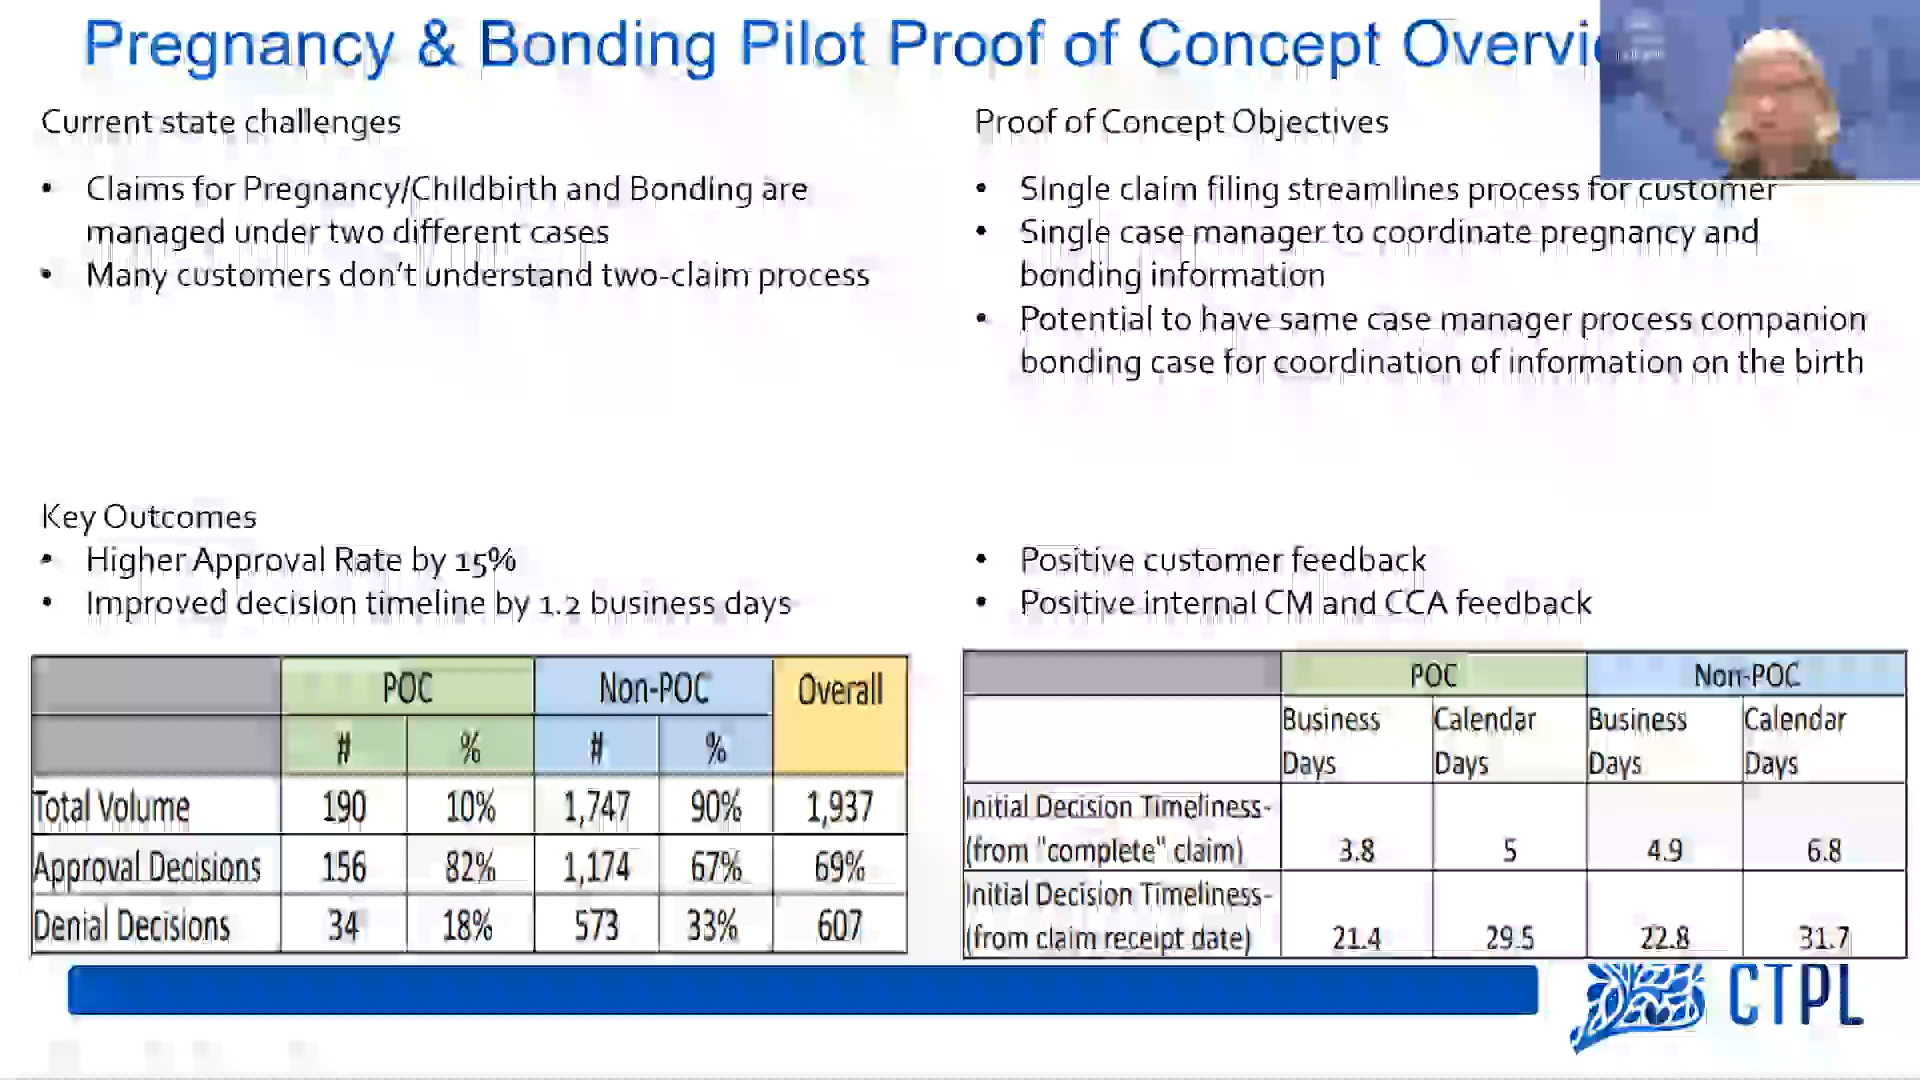 Pregnancy & Bonding Pilot Proof of Concept Overvi
Current state challenges
• Claims for Pregnancy/Childbirth and Bonding are
managed under two different cases
• Many customers don't understand two-claim process
Proof of Concept Objectives
• Single claim filing streamlines process for customer
• Single case manager to coordinate pregnancy and
bonding information
• Potential to have same case manager process companion
bonding case for coordination of information on the birth
Key Outcomes
• Higher Approval Rate by 15%
• Improved decision timeline by 1.2 business days
• Positive customer feedback
• Positive internal CM and CCA feedback
POC Non-POC Overall
# % # %
Total Volume 190 10% 1,747 90% 1,937
Approval Decisions 156 82% 1,174 67% 69%
Denial Decisions 34 18% 573 33% 607
POC Non-POC
Business Calendar Business Calendar
Days Days Days Days
Initial Decision Timeliness-
(from "complete" claim) 3.8 5 4.9 6.8
Initial Decision Timeliness-
(from claim receipt date) 21.4 29.5 22.8 31.7
CTPL